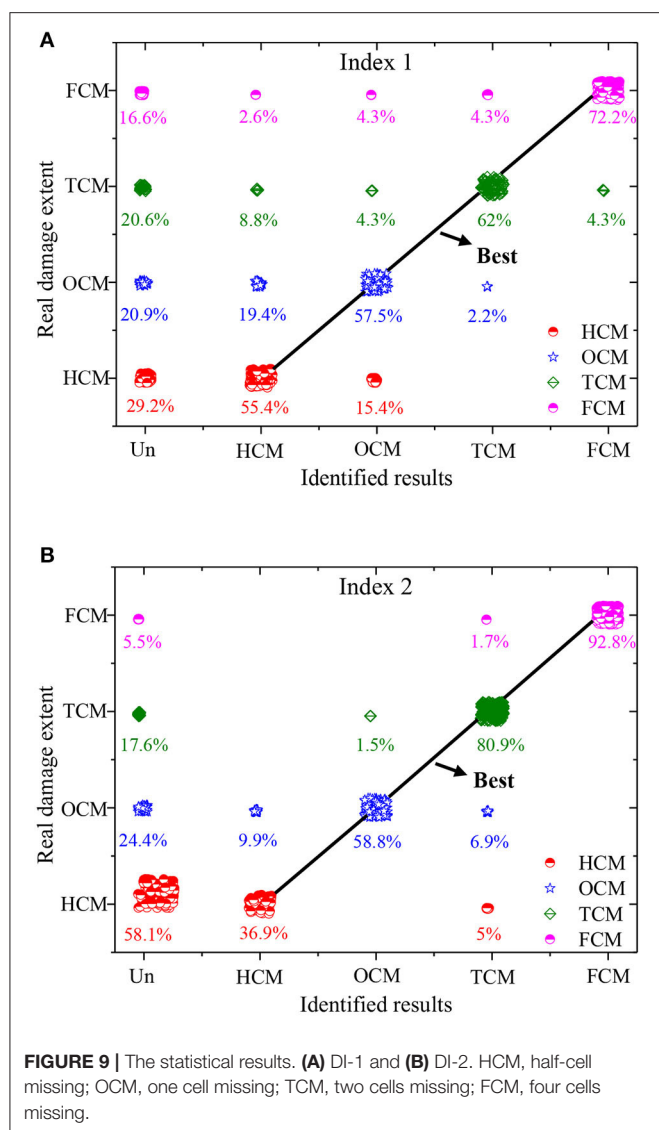 A
Index 1
Real damage extent
FCM
16.6% 2.6% 4.3% 4.3% 72.2%
TCM
20.6% 8.8% 4.3% 62% 4.3%
Best
OCM
20.9% 19.4% 57.5% 2.2%
HCM
29.2% 55.4% 15.4%
HCM
OCM
TCM
FCM
Un HCM OCM TCM FCM
Identified results
B
Index 2
Real damage extent
FCM
5.5% 1.7% 92.8%
TCM
17.6% 1.5% 80.9%
Best
OCM
24.4% 9.9% 58.8% 6.9%
HCM
58.1% 36.9% 5%
HCM
OCM
TCM
FCM
Un HCM OCM TCM FCM
Identified results
FIGURE 9 | The statistical results. (A) DI-1 and (B) DI-2. HCM, half-cell
missing; OCM, one cell missing; TCM, two cells missing; FCM, four cells
missing.